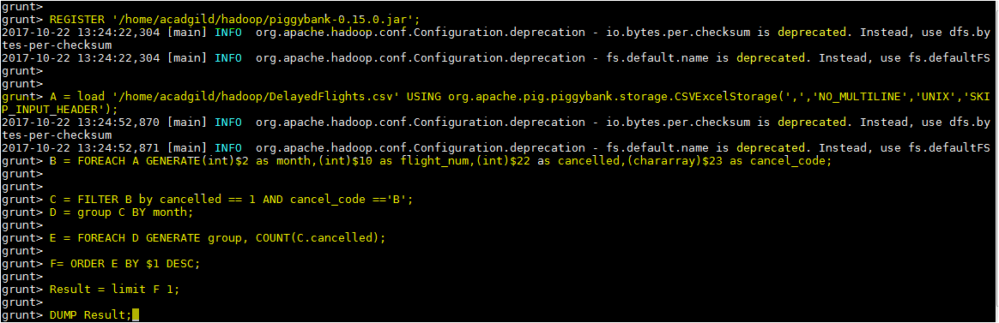 grunt>
grunt> REGISTER '/home/acadgild/hadoop/piggybank-0.15.0.jar';
2017-10-22 13:24:22,304 [main] INFO  org.apache.hadoop.conf.Configuration.deprecation - io.bytes.per.checksum is deprecated. Instead, use dfs.by
tes-per-checksum
2017-10-22 13:24:22,304 [main] INFO  org.apache.hadoop.conf.Configuration.deprecation - fs.default.name is deprecated. Instead, use fs.defaultFS
grunt>
grunt>
grunt> A = load '/home/acadgild/hadoop/DelayedFlights.csv' USING org.apache.pig.piggybank.storage.CSVExcelStorage(',','NO_MULTILINE','UNIX','SKI
P_INPUT_HEADER');
2017-10-22 13:24:52,870 [main] INFO  org.apache.hadoop.conf.Configuration.deprecation - io.bytes.per.checksum is deprecated. Instead, use dfs.by
tes-per-checksum
2017-10-22 13:24:52,871 [main] INFO  org.apache.hadoop.conf.Configuration.deprecation - fs.default.name is deprecated. Instead, use fs.defaultFS
grunt> B = FOREACH A GENERATE(int)$2 as month,(int)$10 as flight_num,(int)$22 as cancelled,(chararray)$23 as cancel_code;
grunt>
grunt>
grunt> C = FILTER B by cancelled == 1 AND cancel_code =='B';
grunt> D = group C BY month;
grunt>
grunt> E = FOREACH D GENERATE group, COUNT(C.cancelled);
grunt>
grunt> F= ORDER E BY $1 DESC;
grunt>
grunt> Result = limit F 1;
grunt>
grunt> DUMP Result;